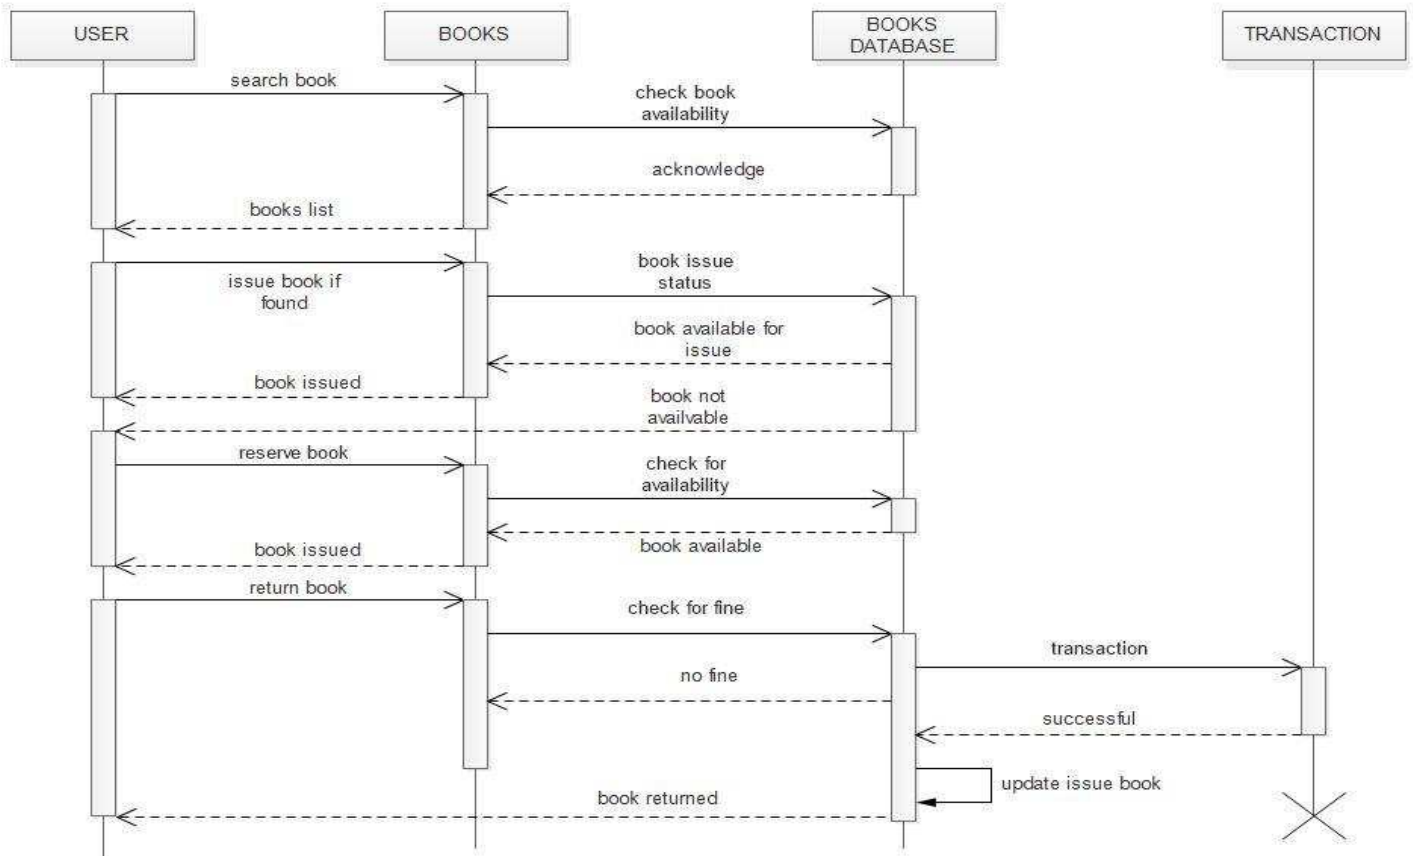 USER
BOOKS
BOOKS
DATABASE
TRANSACTION
search book
check book
availability
acknowledge
books list
issue book if
found
book issue
status
book available for
issue
book issued
book not
availvable
reserve book
check for
availability
book available
book issued
return book
check for fine
transaction
no fine
successful
update issue book
book returned